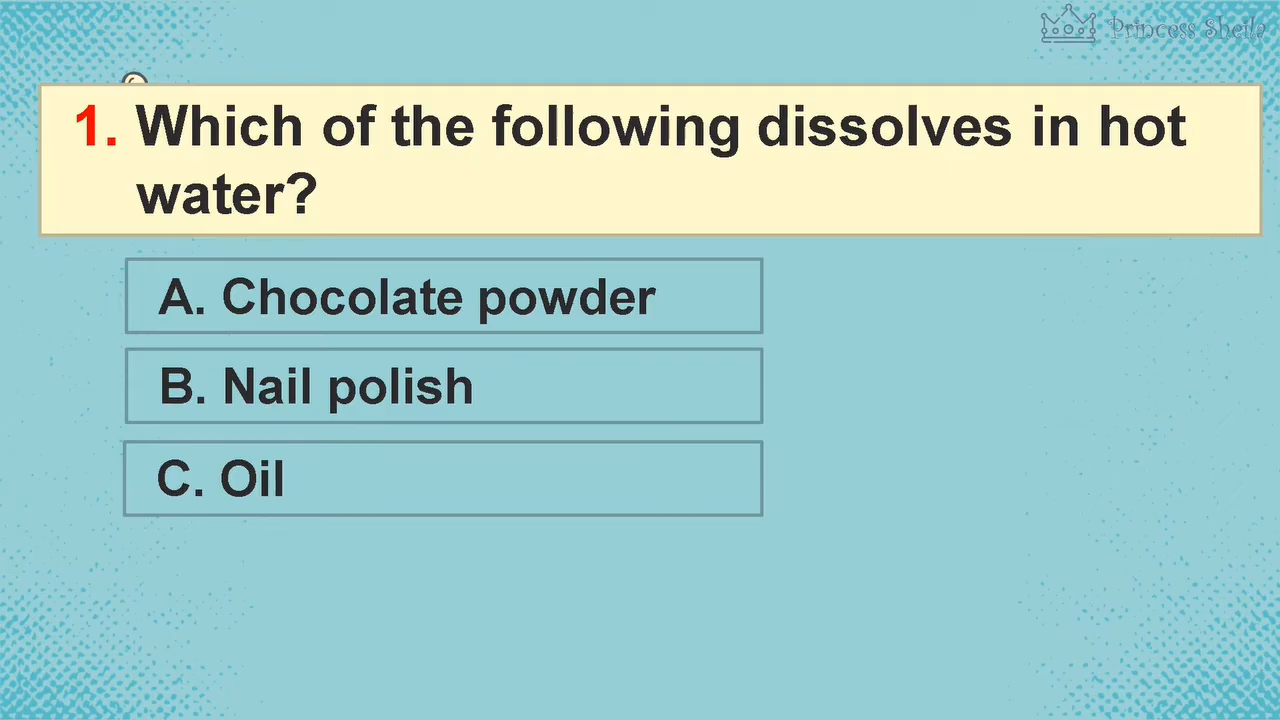 Princess Sheila
1. Which of the following dissolves in hot
water?
A. Chocolate powder
B. Nail polish
C. Oil